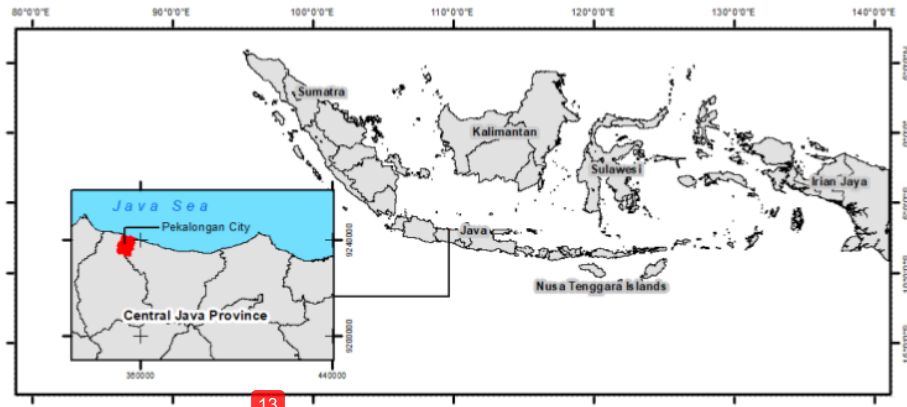 80°0'0"E 90°0'0"E 100°0'0"E 110°0'0"E 120°0'0"E 130°0'0"E 140°0'0"E
Sumatra
Kalimantan
Sulawesi
Irian Jaya
Java Sea
Pekalongan City
Java
9240000
Nusa Tenggara Islands
Central Java Province
9200000
360000 440000
13